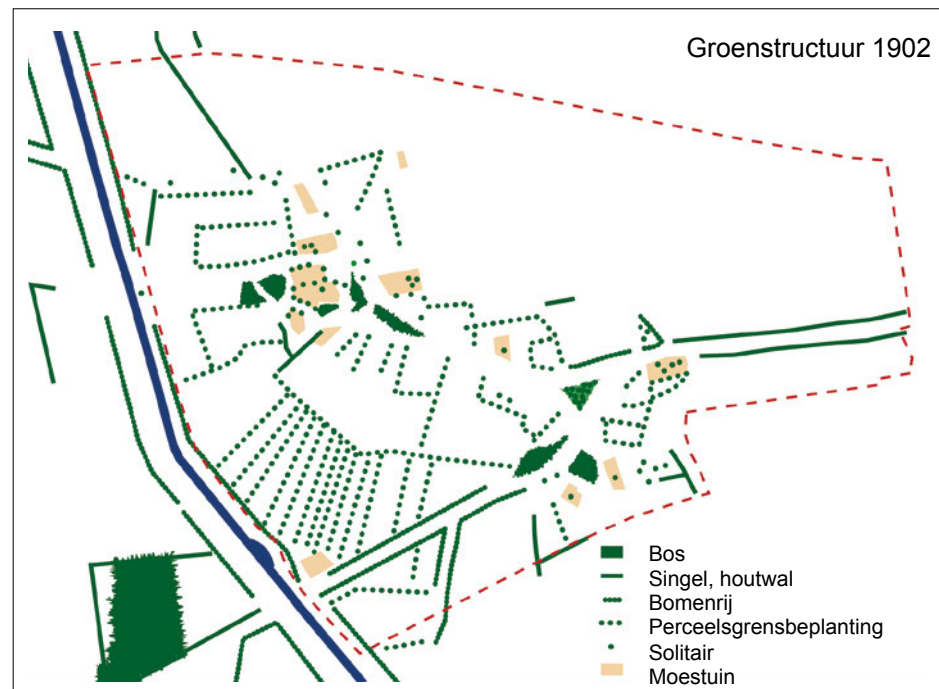 Groenstructuur 1902
Bos
Singel, houtwal
Bomenrij
Perceelsgrensbeplanting
Solitair
Moestuin